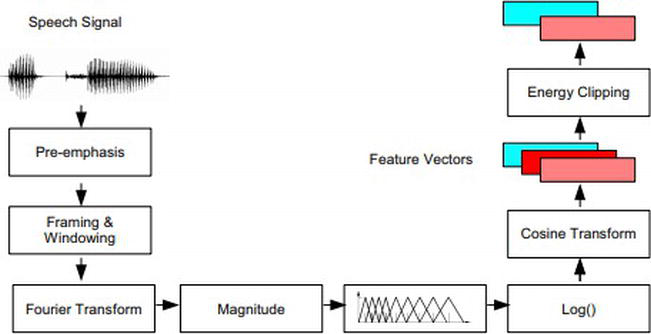 Speech Signal
Pre-emphasis
Framing &
Windowing
Fourier Transform
Magnitude
Log()
Cosine Transform
Feature Vectors
Energy Clipping